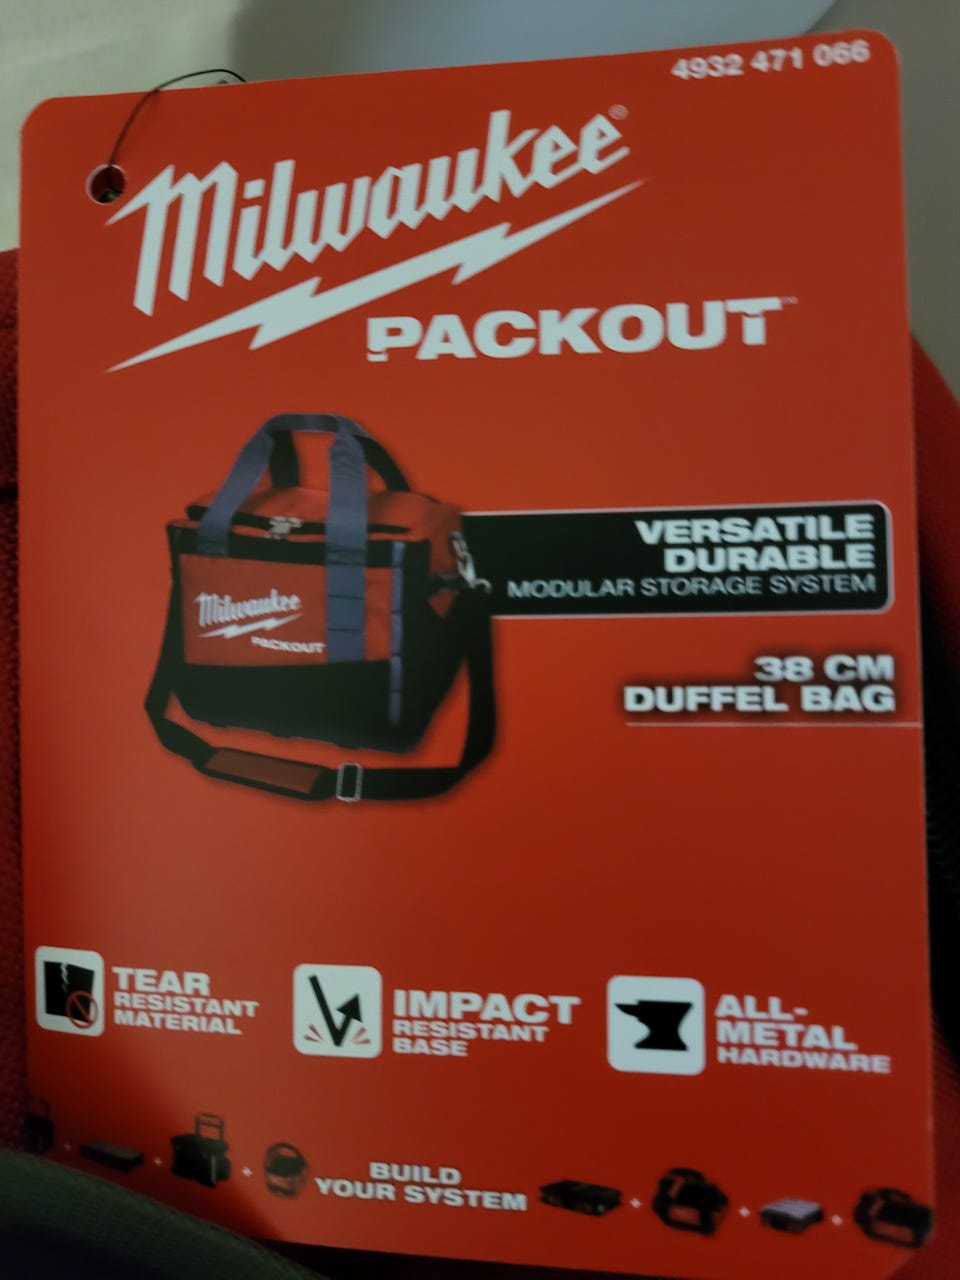 4932 471 066
Milwaukee®
PACKOUT™
VERSATILE
DURABLE
MODULAR STORAGE SYSTEM
Milwaukee
PACKOUT
38 CM
DUFFEL BAG
TEAR
RESISTANT
MATERIAL
IMPACT
RESISTANT
BASE
ALL-
METAL
HARDWARE
BUILD
YOUR SYSTEM